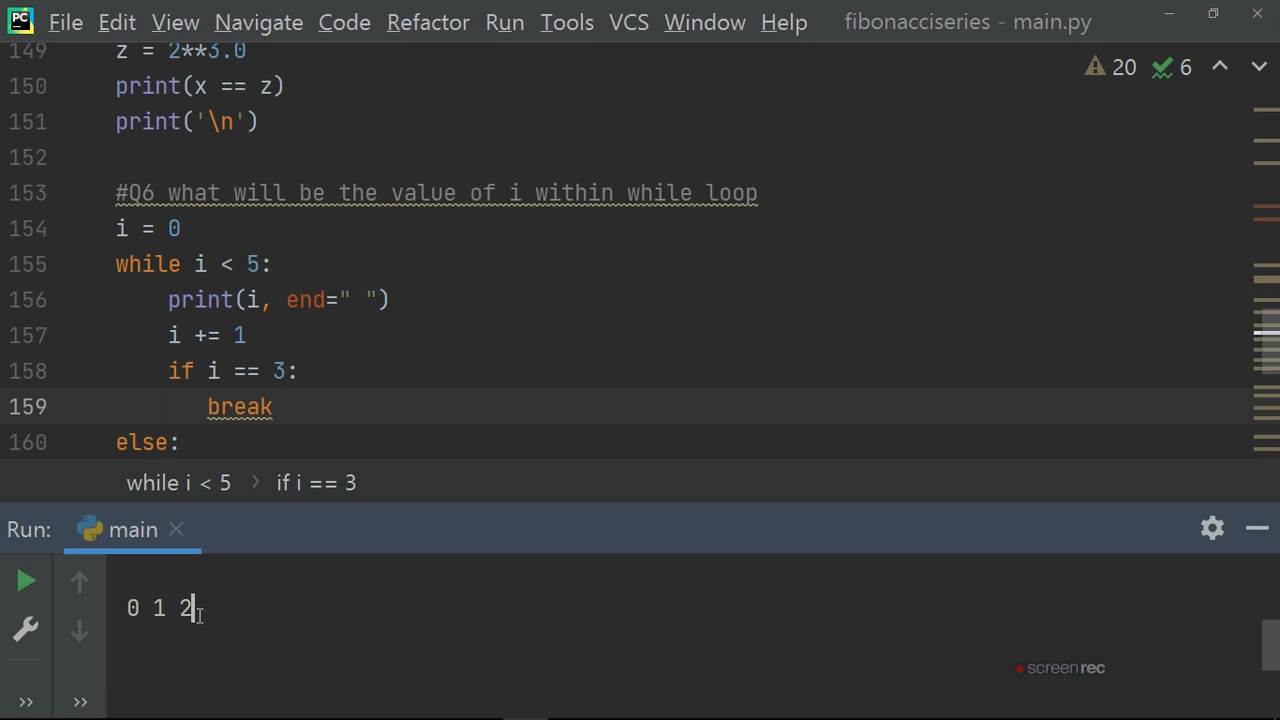 PC File Edit View Navigate Code Refactor Run Tools VCS Window Help fibonacciseries - main.py
149 z = 2**3.0
20 6
150 print(x == z)
151 print('\n')
152
153 #Q6 what will be the value of i within while loop
154 i = 0
155 while i < 5:
156 print(i, end=" ")
157 i += 1
158 if i == 3:
159 break
160 else:
while i < 5 > if i == 3
Run: main
0 1 2
screenrec